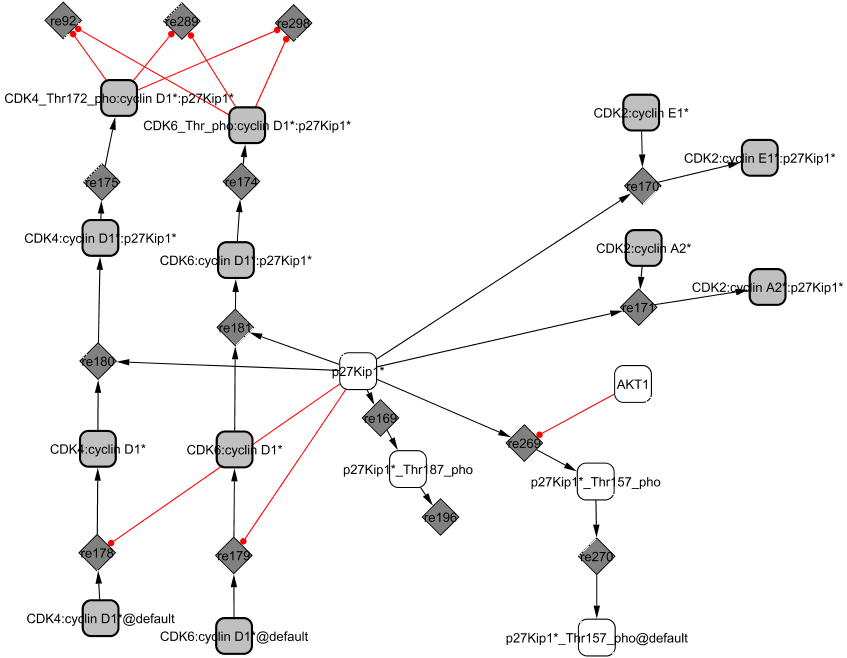 re92
re289
re298
CDK4_Thr172_pho:cyclin D1*:p27Kip1*
CDK6_Thr_pho:cyclin D1*:p27Kip1*
CDK2:cyclin E1*
CDK2:cyclin E1*:p27Kip1*
re175
re174
re170
CDK4:cyclin D1*:p27Kip1*
CDK6:cyclin D1*:p27Kip1*
CDK2:cyclin A2*
CDK2:cyclin A2*:p27Kip1*
re171
re181
re180
p27Kip1*
AKT1
re169
re269
CDK4:cyclin D1*
CDK6:cyclin D1*
p27Kip1*_Thr187_pho
p27Kip1*_Thr157_pho
re196
re178
re179
re270
CDK4:cyclin D1*@default
CDK6:cyclin D1*@default
p27Kip1*_Thr157_pho@default